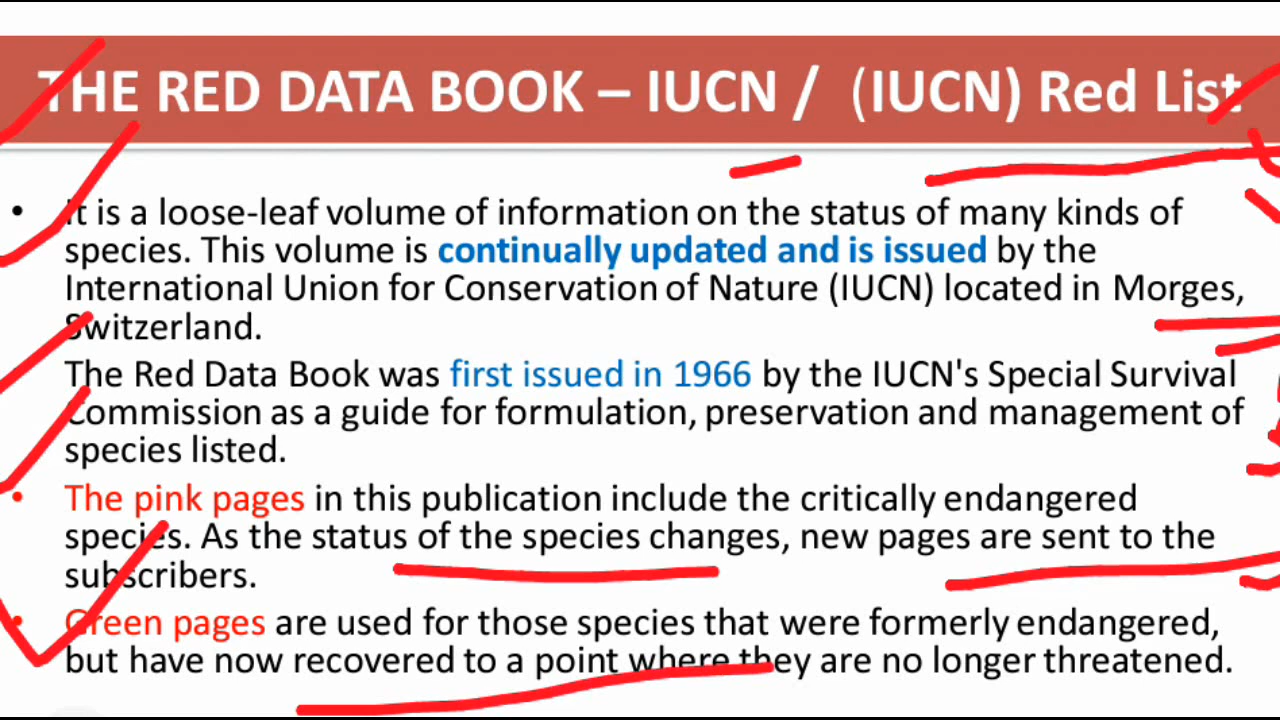 THE RED DATA BOOK – IUCN / (IUCN) Red List
• It is a loose-leaf volume of information on the status of many kinds of
species. This volume is continually updated and is issued by the
International Union for Conservation of Nature (IUCN) located in Morges,
Switzerland.
The Red Data Book was first issued in 1966 by the IUCN's Special Survival
Commission as a guide for formulation, preservation and management of
species listed.
• The pink pages in this publication include the critically endangered
species. As the status of the species changes, new pages are sent to the
subscribers.
• Green pages are used for those species that were formerly endangered,
but have now recovered to a point where they are no longer threatened.